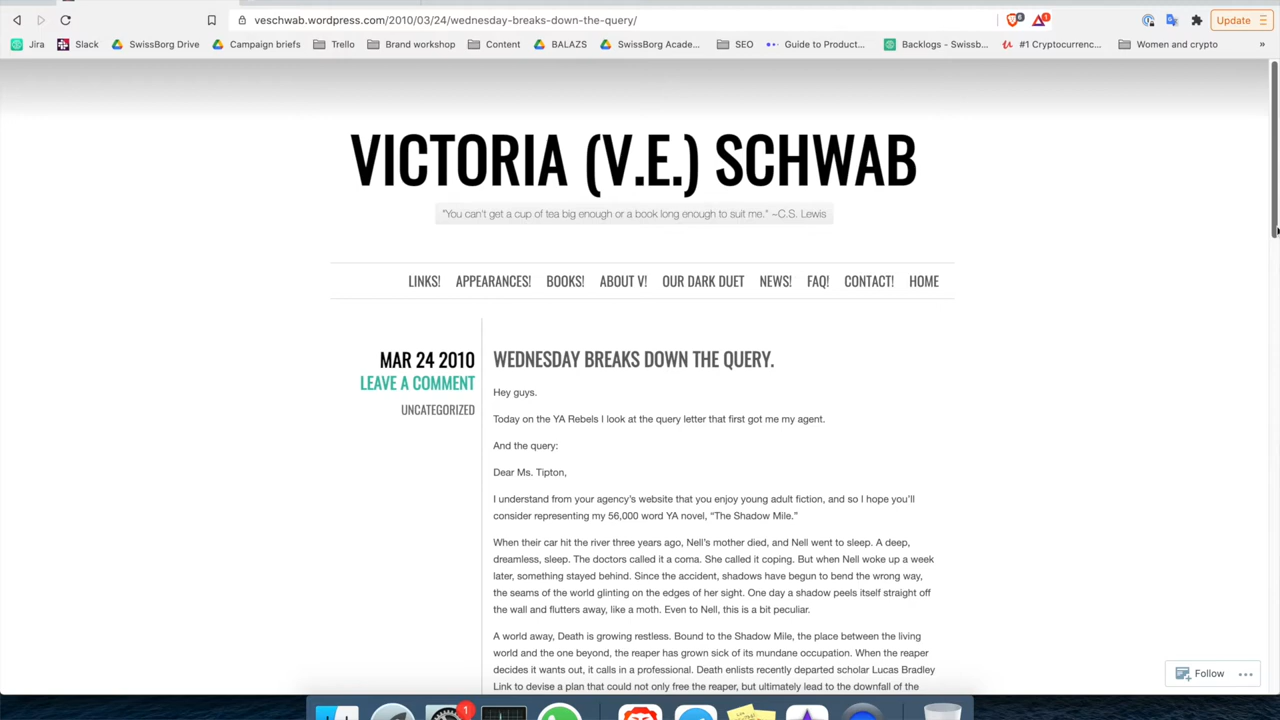 veschwab.wordpress.com/2010/03/24/wednesday-breaks-down-the-query/
6
1
Update
Jira
Slack
SwissBorg Drive
Campaign briefs
Trello
Brand workshop
Content
BALAZS
SwissBorg Acade...
SEO
Guide to Product...
Backlogs - Swissb...
#1 Cryptocurrenc...
Women and crypto
»
VICTORIA (V.E.) SCHWAB
"You can't get a cup of tea big enough or a book long enough to suit me." ~C.S. Lewis
LINKS! APPEARANCES! BOOKS! ABOUT V! OUR DARK DUET NEWS! FAQ! CONTACT! HOME
MAR 24 2010
LEAVE A COMMENT
UNCATEGORIZED
WEDNESDAY BREAKS DOWN THE QUERY.
Hey guys.
Today on the YA Rebels I look at the query letter that first got me my agent.
And the query:
Dear Ms. Tipton,
I understand from your agency's website that you enjoy young adult fiction, and so I hope you'll
consider representing my 56,000 word YA novel, “The Shadow Mile.”
When their car hit the river three years ago, Nell's mother died, and Nell went to sleep. A deep,
dreamless, sleep. The doctors called it a coma. She called it coping. But when Nell woke up a week
later, something stayed behind. Since the accident, shadows have begun to bend the wrong way,
the seams of the world glinting on the edges of her sight. One day a shadow peels itself straight off
the wall and flutters away, like a moth. Even to Nell, this is a bit peculiar.
A world away, Death is growing restless. Bound to the Shadow Mile, the place between the living
world and the one beyond, the reaper has grown sick of its mundane occupation. When the reaper
decides it wants out, it calls in a professional. Death enlists recently departed scholar Lucas Bradley
Link to devise a plan that could not only free the reaper, but ultimately lead to the downfall of the
Follow
1